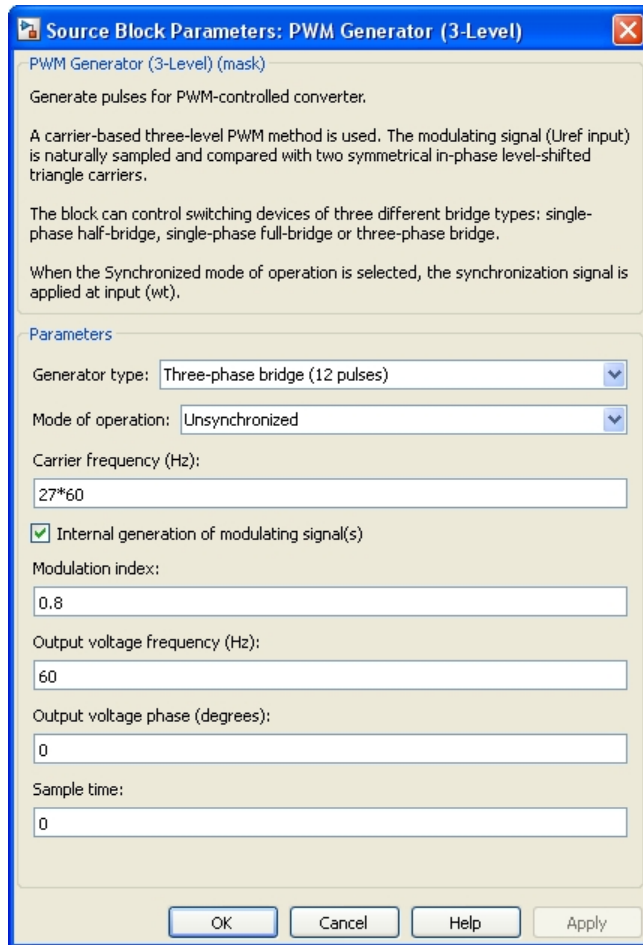 Source Block Parameters: PWM Generator (3-Level)
PWM Generator (3-Level) (mask)
Generate pulses for PWM-controlled converter.
A carrier-based three-level PWM method is used. The modulating signal (Uref input)
is naturally sampled and compared with two symmetrical in-phase level-shifted
triangle carriers.
The block can control switching devices of three different bridge types: single-
phase half-bridge, single-phase full-bridge or three-phase bridge.
When the Synchronized mode of operation is selected, the synchronization signal is
applied at input (wt).
Parameters
Generator type: Three-phase bridge (12 pulses)
Mode of operation: Unsynchronized
Carrier frequency (Hz):
27*60
Internal generation of modulating signal(s)
Modulation index:
0.8
Output voltage frequency (Hz):
60
Output voltage phase (degrees):
0
Sample time:
0
OK Cancel Help Apply